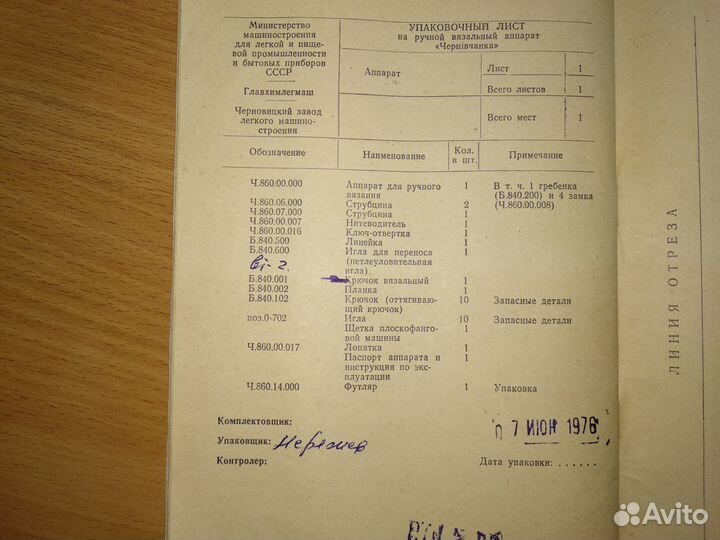 Министерство
машиностроения
для легкой и пище-
вой промышленности
и бытовых приборов
СССР
Главхимлегмаш
Черновицкий завод
легкого машино-
строения
УПАКОВОЧНЫЙ ЛИСТ
на ручной вязальный аппарат
«Чернівчанка»
Аппарат
Лист 1
Всего листов 1
Всего мест 1
Обозначение Наименование Кол. в шт. Примечание
Ч.860.00.000 Аппарат для ручного 1 В т. ч. 1 гребенка
вязания (Б.840.200) и 4 замка
Ч.860.06.000 Струбцина 2 (Ч.860.00.008)
Ч.860.07.000 Струбцина 1
Ч.860.00.007 Нитеводитель 1
Ч.860.00.016 Ключ-отвертка 1
Б.840.500 Линейка 1
Б.840.600 Игла для переноса 1
(петлеуловительная
игла)
Б.840.001 Крючок вязальный 1
Б.840.002 Планка 1
Б.840.102 Крючок (оттягиваю- 10 Запасные детали
щий крючок)
поз.0-702 Игла 10 Запасные детали
Щетка плоскофанго- 1
вой машины
Ч.860.00.017 Лопатка 1
Паспорт аппарата и 1
инструкция по экс-
плуатации
Ч.860.14.000 Футляр 1 Упаковка
Комплектовщик:
0 7 ИЮН 1976
Упаковщик:
Контролер:
Дата упаковки: . . . . . .
ЛИНИЯ ОТРЕЗА
Avito